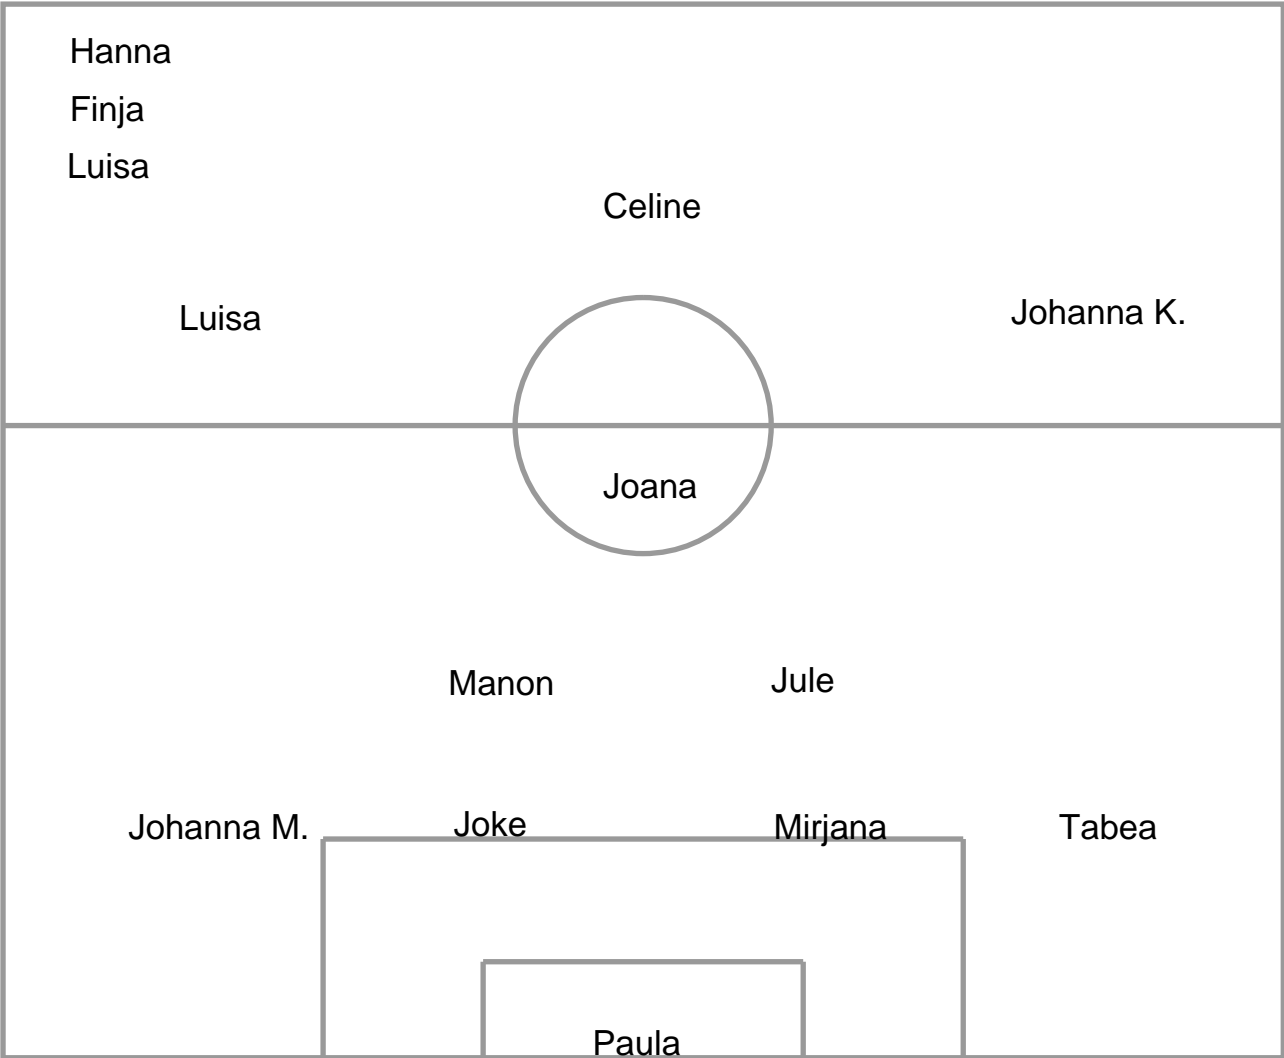 Hanna
Finja
Luisa
Celine
Luisa
Johanna K.
Joana
Manon
Jule
Johanna M.
Joke
Mirjana
Tabea
Paula